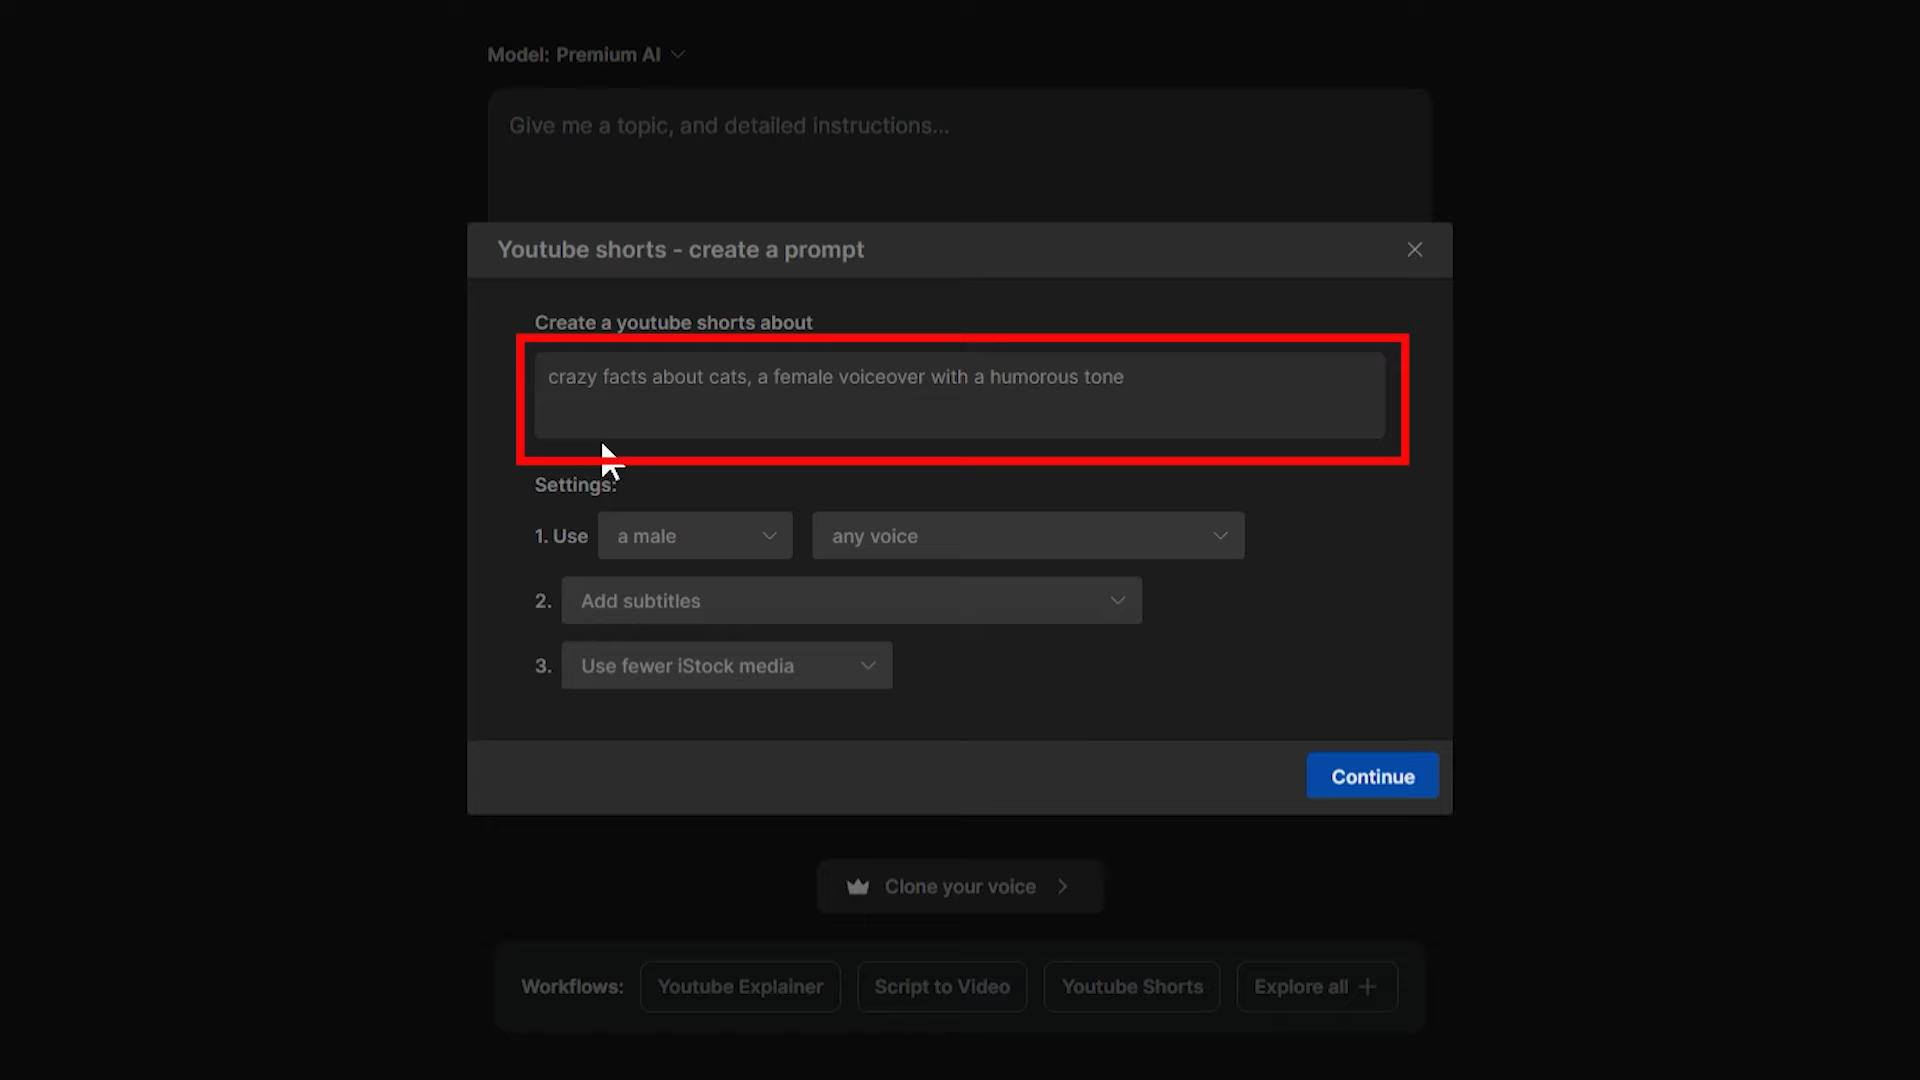 Model: Premium AI
Give me a topic, and detailed instructions...
Youtube shorts - create a prompt
Create a youtube shorts about
crazy facts about cats, a female voiceover with a humorous tone
Settings:
1. Use a male any voice
2. Add subtitles
3. Use fewer iStock media
Continue
Clone your voice
Workflows: Youtube Explainer Script to Video Youtube Shorts Explore all